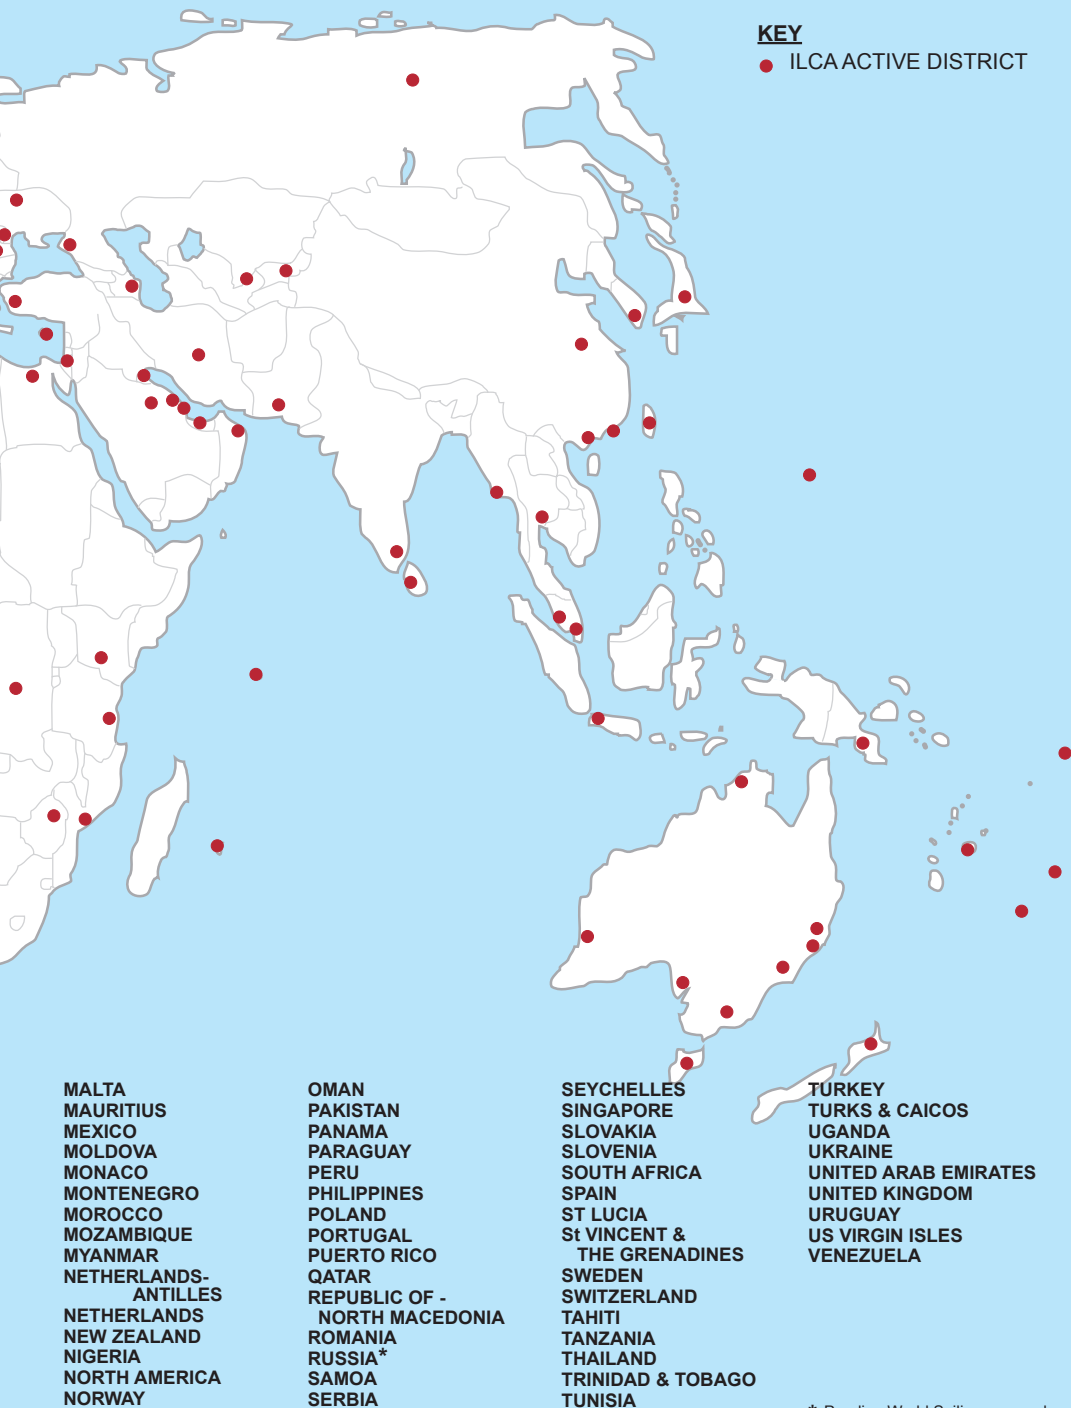 KEY
ILCA ACTIVE DISTRICT
MALTA
MAURITIUS
MEXICO
MOLDOVA
MONACO
MONTENEGRO
MOROCCO
MOZAMBIQUE
MYANMAR
NETHERLANDS-
ANTILLES
NETHERLANDS
NEW ZEALAND
NIGERIA
NORTH AMERICA
NORWAY
OMAN
PAKISTAN
PANAMA
PARAGUAY
PERU
PHILIPPINES
POLAND
PORTUGAL
PUERTO RICO
QATAR
REPUBLIC OF -
NORTH MACEDONIA
ROMANIA
RUSSIA*
SAMOA
SERBIA
SEYCHELLES
SINGAPORE
SLOVAKIA
SLOVENIA
SOUTH AFRICA
SPAIN
ST LUCIA
St VINCENT &
THE GRENADINES
SWEDEN
SWITZERLAND
TAHITI
TANZANIA
THAILAND
TRINIDAD & TOBAGO
TUNISIA
TURKEY
TURKS & CAICOS
UGANDA
UKRAINE
UNITED ARAB EMIRATES
UNITED KINGDOM
URUGUAY
US VIRGIN ISLES
VENEZUELA